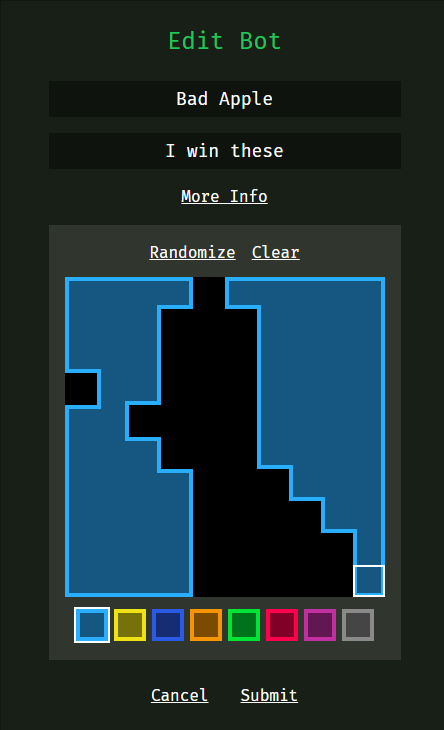 Edit Bot
Bad Apple
I win these
More Info
Randomize Clear
Cancel Submit